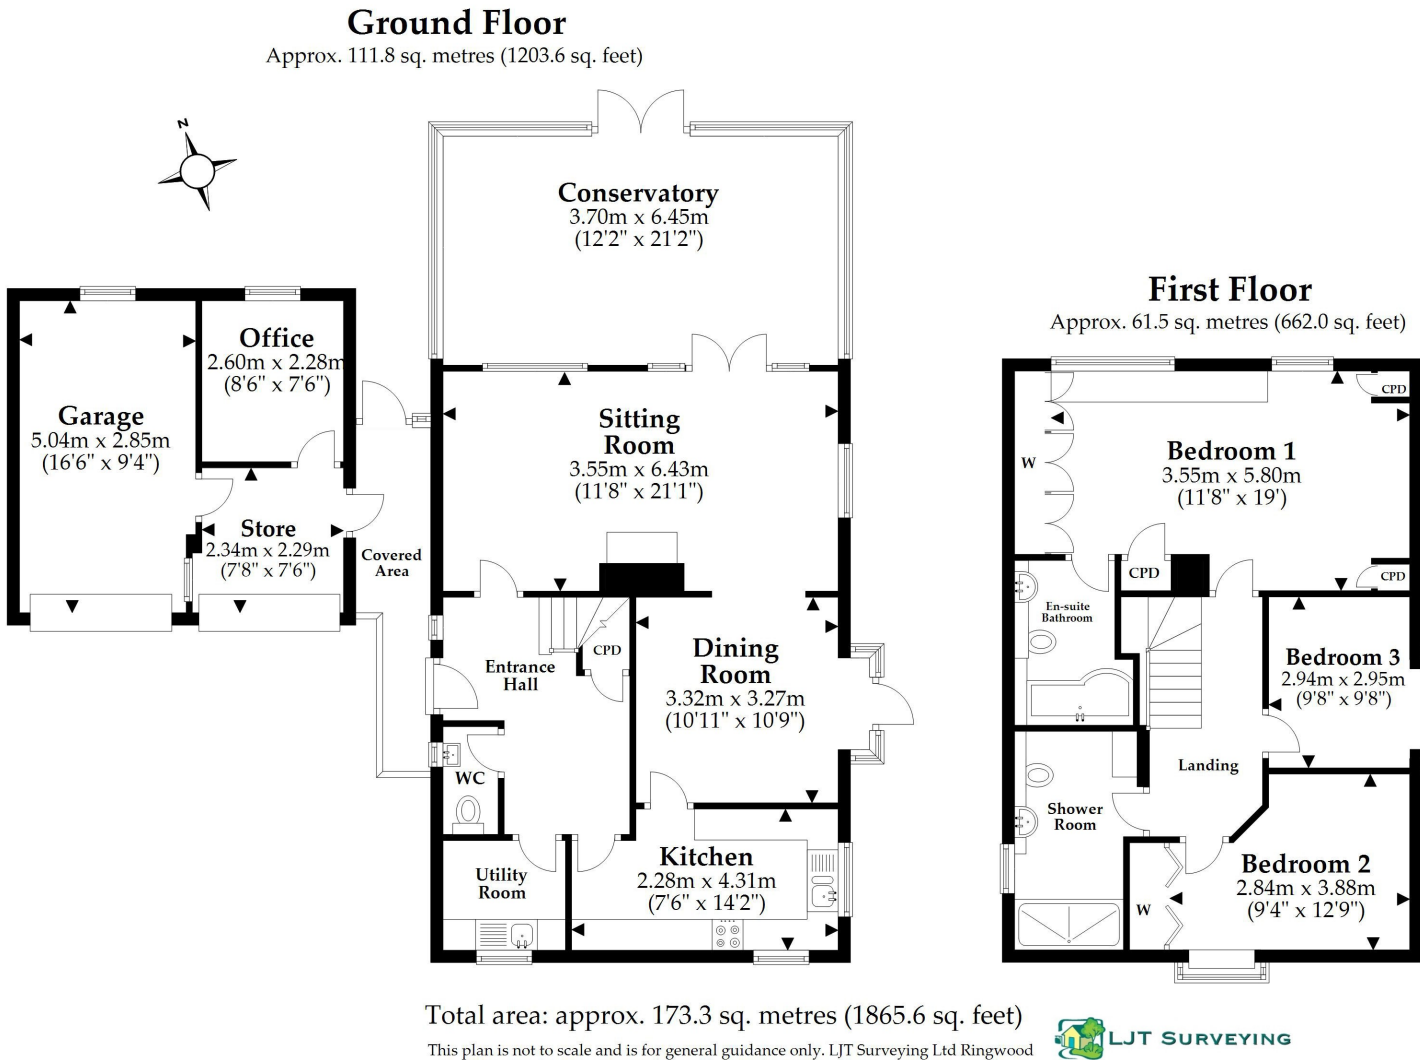 Ground Floor
Approx. 111.8 sq. metres (1203.6 sq. feet)
N
Conservatory
3.70m x 6.45m
(12'2" x 21'2")
Office
2.60m x 2.28m
(8'6" x 7'6")
Garage
5.04m x 2.85m
(16'6" x 9'4")
Store
2.34m x 2.29m
(7'8" x 7'6")
Covered
Area
Sitting
Room
3.55m x 6.43m
(11'8" x 21'1")
Entrance
Hall
CPD
Dining
Room
3.32m x 3.27m
(10'11" x 10'9")
WC
Utility
Room
Kitchen
2.28m x 4.31m
(7'6" x 14'2")
First Floor
Approx. 61.5 sq. metres (662.0 sq. feet)
CPD
Bedroom 1
3.55m x 5.80m
(11'8" x 19')
W
CPD
CPD
En-suite
Bathroom
Bedroom 3
2.94m x 2.95m
(9'8" x 9'8")
Landing
Shower
Room
Bedroom 2
2.84m x 3.88m
(9'4" x 12'9")
W
Total area: approx. 173.3 sq. metres (1865.6 sq. feet)
This plan is not to scale and is for general guidance only. LJT Surveying Ltd Ringwood
LJT SURVEYING